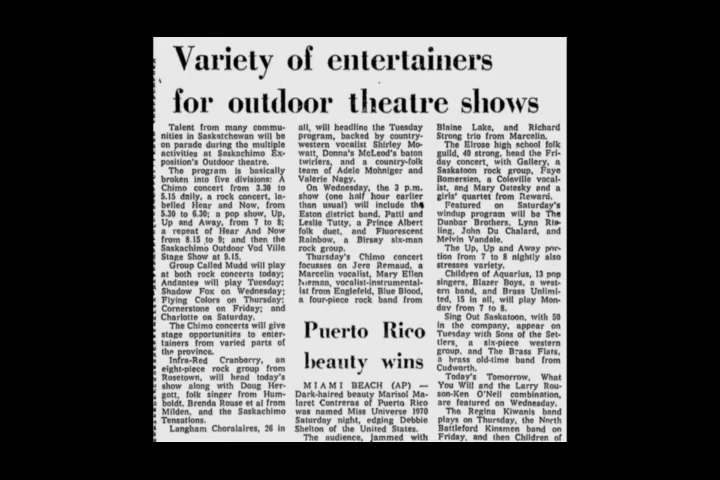 Variety of entertainers
for outdoor theatre shows
Talent from many commu-
nities in Saskatchewan will be
on parade during the multiple
activities at Saskachimo Ex-
position's Outdoor theatre.
The program is basically
broken into five divisions: A
Chimo concert from 3.30 to
5.15 daily, a rock concert, la-
belled Hear and Now, from
5.30 to 6.30; a pop show, Up,
Up and Away, from 7 to 8;
a repeat of Hear And Now
from 8.15 to 9; and then the
Saskachimo Outdoor Vod Ville
Stage Show at 9.15.
Group Called Mudd will play
at both rock concerts today;
Andantes will play Tuesday;
Shadow Fox on Wednesday;
Flying Colors on Thursday;
Cornerstone on Friday; and
Charlotte on Saturday.
The Chimo concerts will give
stage opportunities to enter-
tainers from varied parts of
the province.
Infra-Red Cranberry, an
eight-piece rock group from
Rosetown, will head today's
show along with Doug Her-
gott, folk singer from Hum-
boldt, Brenda Rouse et al from
Milden, and the Saskachimo
Tensations.
Langham Choralaires, 26 in
all, will headline the Tuesday
program, backed by country-
western vocalist Shirley Mo-
watt, Donna's McLeod's baton
twirlers, and a country-folk
team of Adele Mohniger and
Valerie Nagy.
On Wednesday, the 3 p.m.
show (one half hour earlier
than usual) will include the
Eston district band, Patti and
Leslie Tutty, a Prince Albert
folk duet, and Fluorescent
Rainbow, a Birsay six-man
rock group.
Thursday's Chimo concert
focusses on Jere Remaud, a
Marcelin vocalist, Mary Ellen
vocalist-instrumental-
ist from Englefeld, Blue Blood,
a four-piece rock band from
Blaine Lake, and Richard
Strong trio from Marcelin.
The Elrose high school folk
guild, 40 strong, head the Fri-
day concert, with Gallery, a
Saskatoon rock group, Faye
Bomersien, a Coleville vocal-
ist, and Mary Ostesky and a
girls' quartet from Reward.
Featured on Saturday's
windup program will be The
Dunbar Brothers, Lynn Ris-
ling, John Du Chalard, and
Melvin Vandale.
The Up, Up and Away por-
tion from 7 to 8 nightly also
stresses variety.
Children of Aquarius, 13 pop
singers, Blazer Boys, a west-
ern band, and Brass Unlimi-
ted, 15 in all, will play Mon-
day from 7 to 8.
Sing Out Saskatoon, with 50
in the company, appear on
Tuesday with Sons of the Set-
tlers, a six-piece western
group, and The Brass Flats,
a brass old-time band from
Cudworth.
Today's Tomorrow, What
You Will and the Larry Rou-
son-Ken O'Neil combination,
are featured on Wednesday.
The Regina Kiwanis band
plays on Thursday, the North
Battleford Kinsmen band on
Friday, and then Children of
Puerto Rico
beauty wins
MIAMI BEACH (AP) —
Dark-haired beauty Marisol Ma-
laret Contreras of Puerto Rico
was named Miss Universe 1970
Saturday night, edging Debbie
Shelton of the United States.
The audience, jammed with